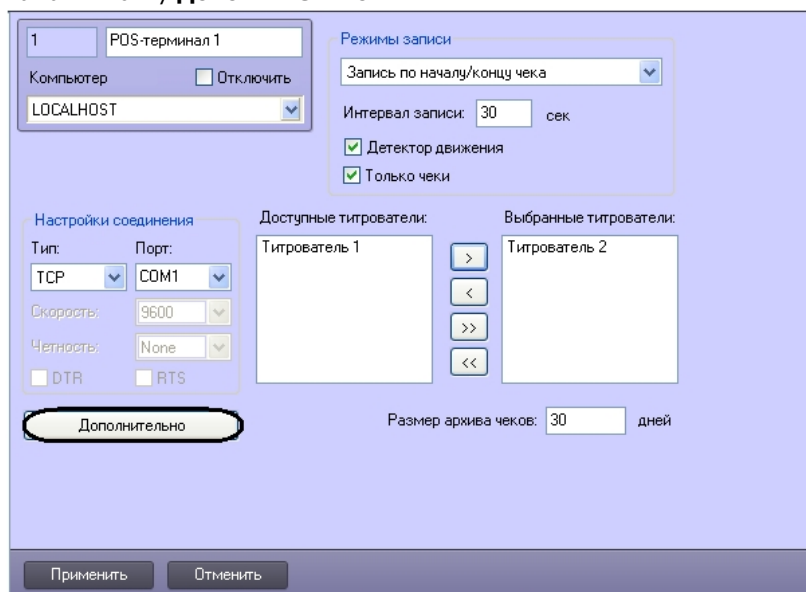 1 POS-терминал 1
Компьютер Отключить
LOCALHOST
Режимы записи
Запись по началу/концу чека
Интервал записи: 30 сек
Детектор движения
Только чеки
Настройки соединения
Тип: Порт:
TCP COM1
Скорость: 9600
Четность: None
DTR RTS
Доступные титрователи:
Титрователь 1
>
<
>>
<<
Выбранные титрователи:
Титрователь 2
Дополнительно
Размер архива чеков: 30 дней
Применить Отменить